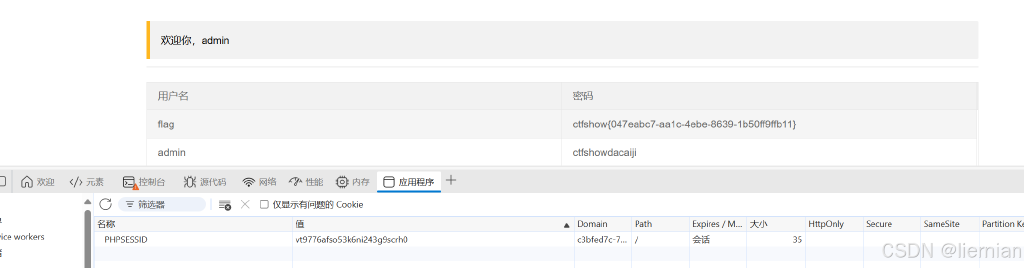 欢迎你，admin
用户名 密码
flag ctfshow{047eabc7-aa1c-4ebe-8639-1b50ff9ffb11}
admin ctfshowdacaiji
欢迎 元素 控制台 源代码 网络 性能 内存 应用程序
筛选器 仅显示有问题的 Cookie
名称 值 Domain Path Expires / M... 大小 HttpOnly Secure SameSite Partition Ke
PHPSESSID vt9776afso53k6ni243g9scrh0 c3bfed7c-7... / 会话 35
vice workers
CSDN @liernian